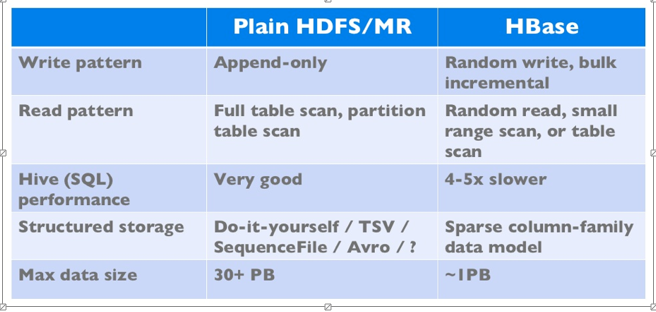 Plain HDFS/MR HBase
Write pattern Append-only Random write, bulk
incremental
Read pattern Full table scan, partition Random read, small
table scan range scan, or table
scan
Hive (SQL) Very good 4-5x slower
performance
Structured storage Do-it-yourself / TSV / Sparse column-family
SequenceFile / Avro / ? data model
Max data size 30+ PB ~1PB